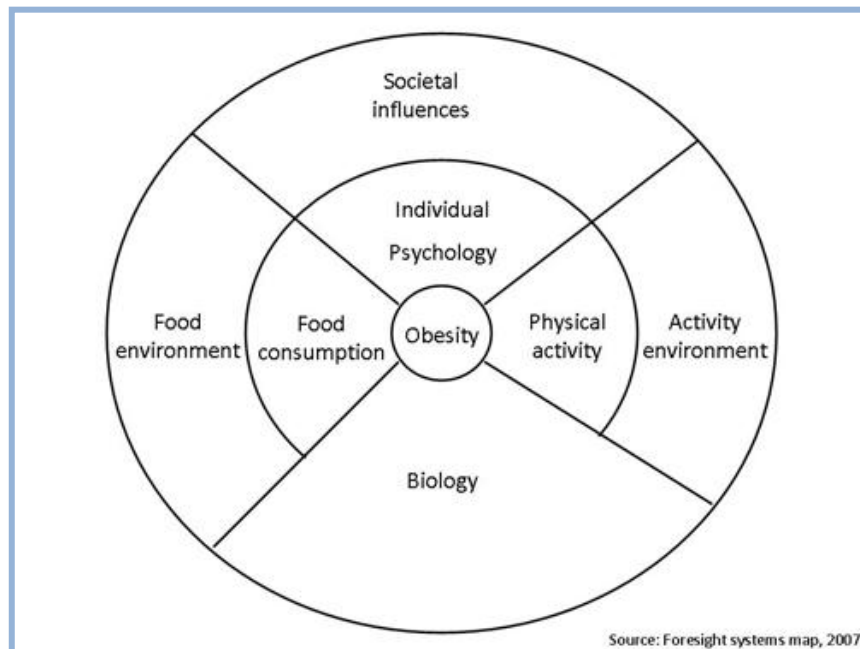 Societal
influences
Individual
Psychology
Food
environment
Food
consumption
Obesity
Physical
activity
Activity
environment
Biology
Source: Foresight systems map, 2007